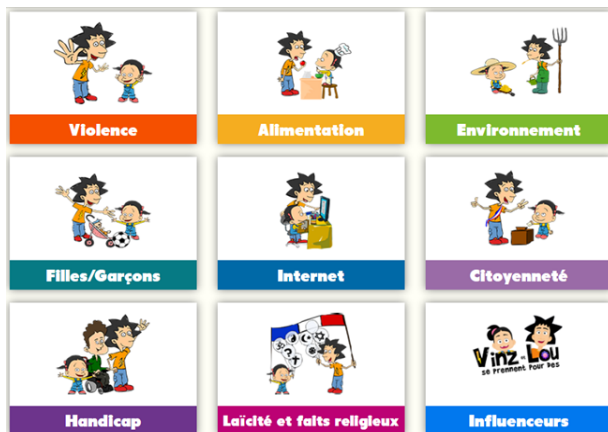 Violence
Alimentation
Environnement
Filles/Garçons
Internet
Citoyenneté
Handicap
Laïcité et faits religieux
Vinz et Lou
se prennent pour des
Influenceurs